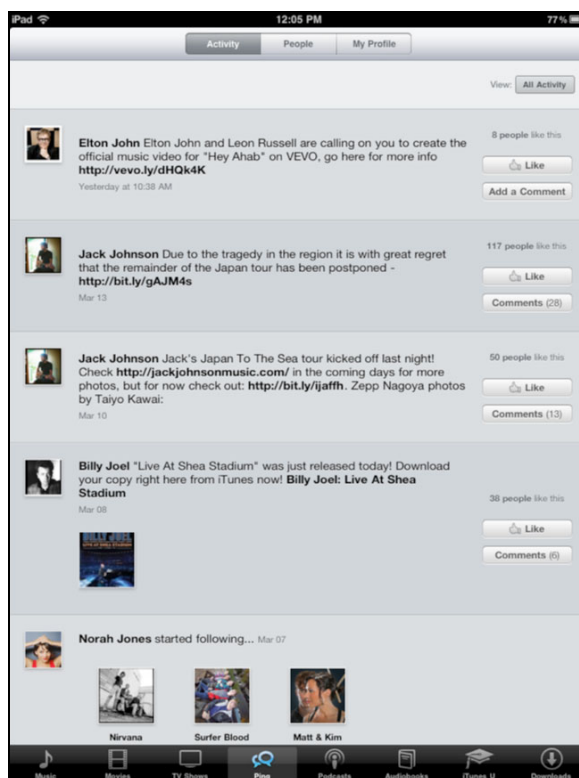 iPad 12:05 PM 77%
Activity People My Profile
View: All Activity
Elton John Elton John and Leon Russell are calling on you to create the
official music video for "Hey Ahab" on VEVO, go here for more info
http://vevo.ly/dHQk4K
Yesterday at 10:38 AM
8 people like this
Like
Add a Comment
Jack Johnson Due to the tragedy in the region it is with great regret
that the remainder of the Japan tour has been postponed -
http://bit.ly/gAJM4s
Mar 13
117 people like this
Like
Comments (28)
Jack Johnson Jack's Japan To The Sea tour kicked off last night!
Check http://jackjohnsonmusic.com/ in the coming days for more
photos, but for now check out: http://bit.ly/ijaffh. Zepp Nagoya photos
by Taiyo Kawai:
Mar 10
50 people like this
Like
Comments (13)
Billy Joel "Live At Shea Stadium" was just released today! Download
your copy right here from iTunes now! Billy Joel: Live At Shea
Stadium
Mar 08
38 people like this
Like
Comments (6)
BILLY JOEL
LIVE AT SHEA STADIUM
Norah Jones started following... Mar 07
Nirvana Surfer Blood Matt & Kim
Music Movies TV Shows Ping Podcasts Audiobooks iTunes U Downloads